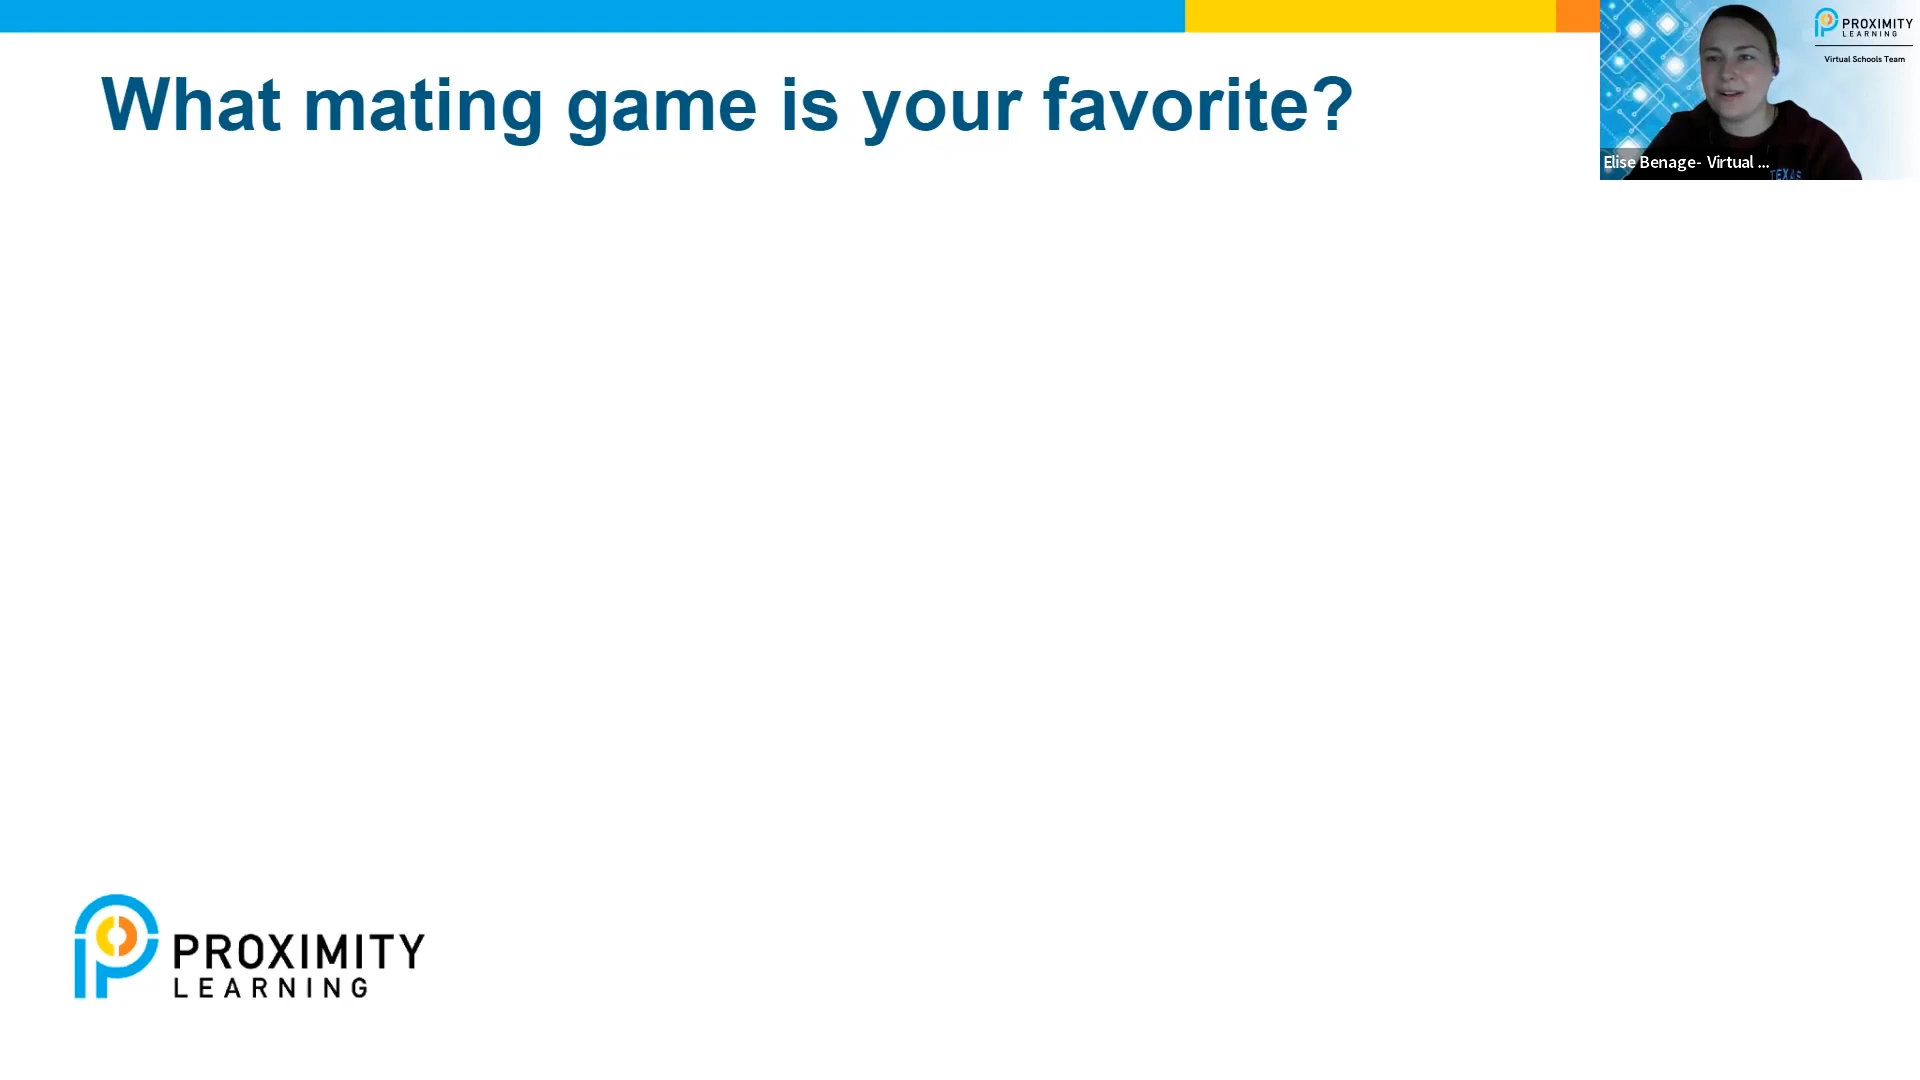 What mating game is your favorite?
PROXIMITY
LEARNING
Virtual Schools Team
Elise Benage- Virtual ...
TEXAS
PROXIMITY
LEARNING